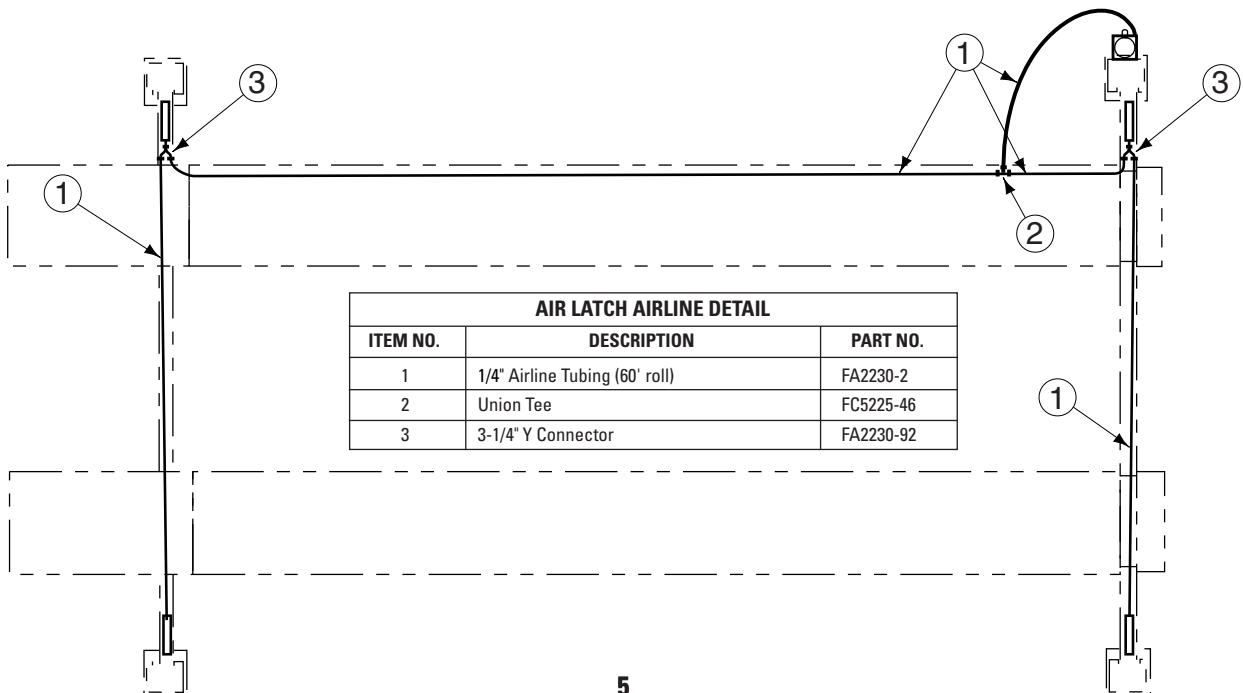 1
3
3
1
2
AIR LATCH AIRLINE DETAIL
ITEM NO. DESCRIPTION PART NO.
1 1/4" Airline Tubing (60' roll) FA2230-2
2 Union Tee FC5225-46
3 3-1/4" Y Connector FA2230-92
1
5